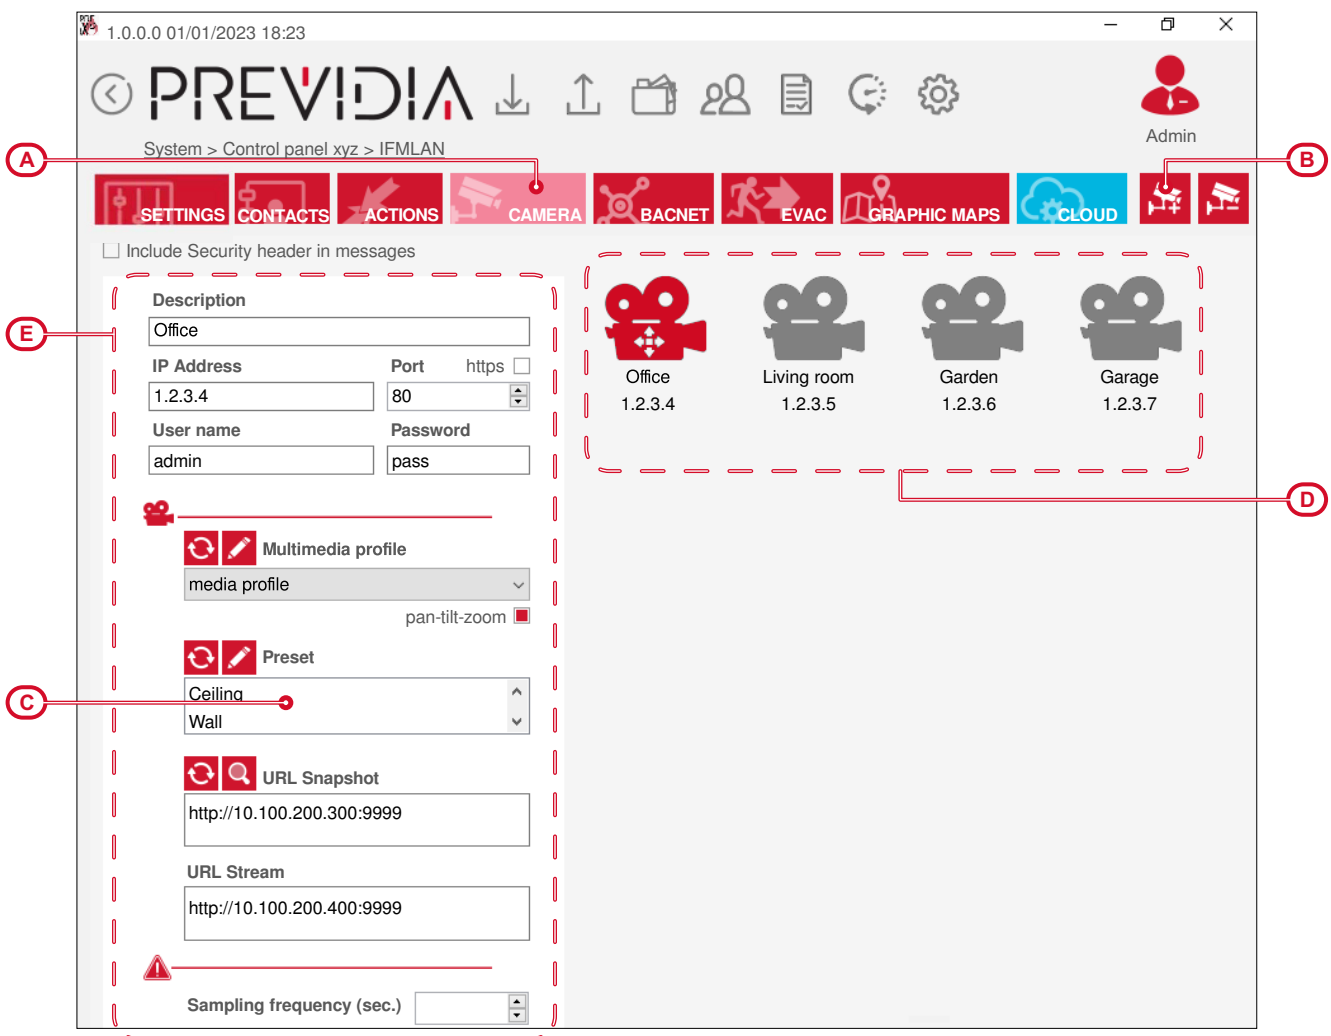 1.0.0.0 01/01/2023 18:23
PREVIDIA
Admin
System > Control panel xyz > IFMLAN
A
B
SETTINGS CONTACTS ACTIONS CAMERA BACNET EVAC GRAPHIC MAPS CLOUD
Include Security header in messages
Description
Office
E
IP Address Port https
1.2.3.4 80
User name Password
admin pass
Office Living room Garden Garage
1.2.3.4 1.2.3.5 1.2.3.6 1.2.3.7
D
Multimedia profile
media profile
pan-tilt-zoom
Preset
Ceiling
C
Wall
URL Snapshot
http://10.100.200.300:9999
URL Stream
http://10.100.200.400:9999
Sampling frequency (sec.)